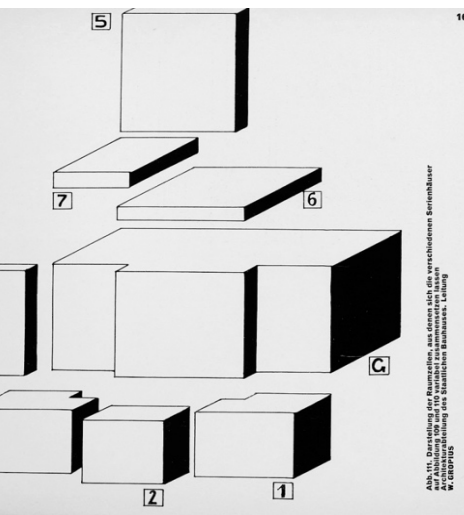 5
16
7
6
G
2
1
Abb. 111. Darstellung der Raumzellen, aus denen sich die verschiedenen Serienhäuser
auf Abbildung 109 und 110 variabel zusammensetzen lassen
Architekturabteilung des Staatlichen Bauhauses. Leitung
W. GROPIUS